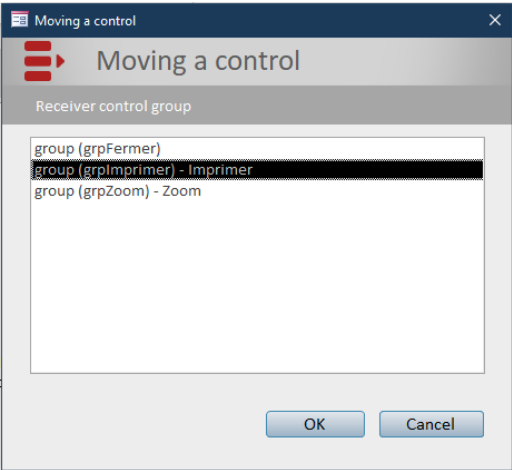 Moving a control
Moving a control
Receiver control group
group (grpFermer)
group (grpImprimer) - Imprimer
group (grpZoom) - Zoom
OK
Cancel